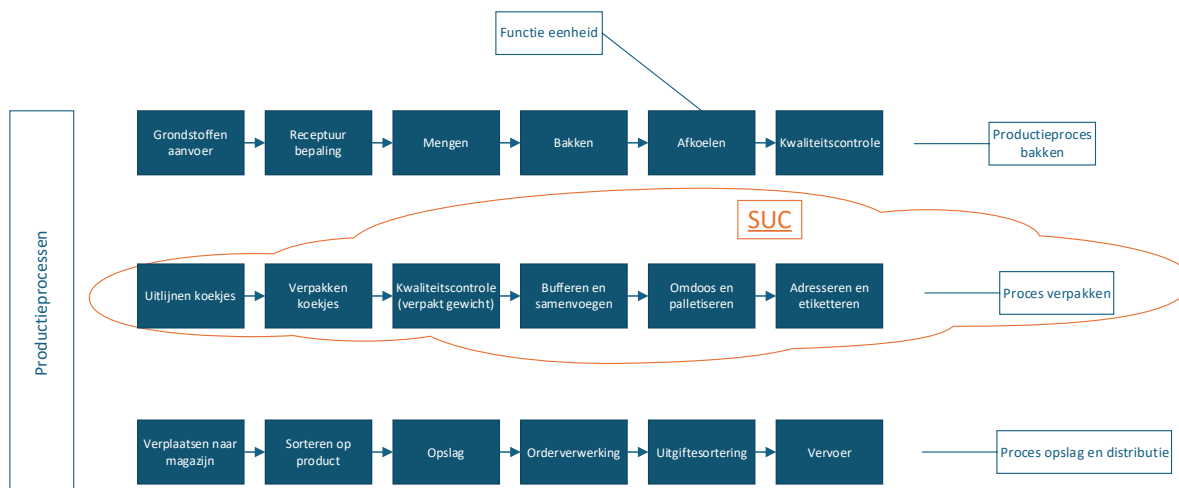 Functie eenheid
Productieprocessen
Grondstoffen
aanvoer
Receptuur
bepaling
Mengen
Bakken
Afkoelen
Kwaliteitscontrole
Productieproces
bakken
SUC
Uitlijnen koekjes
Verpakken
koekjes
Kwaliteitscontrole
(verpakt gewicht)
Bufferen en
samenvoegen
Omdoos en
palletiseren
Adresseren en
etiketteren
Proces verpakken
Verplaatsen naar
magazijn
Sorteren op
product
Opslag
Orderverwerking
Uitgiftesortering
Vervoer
Proces opslag en distributie